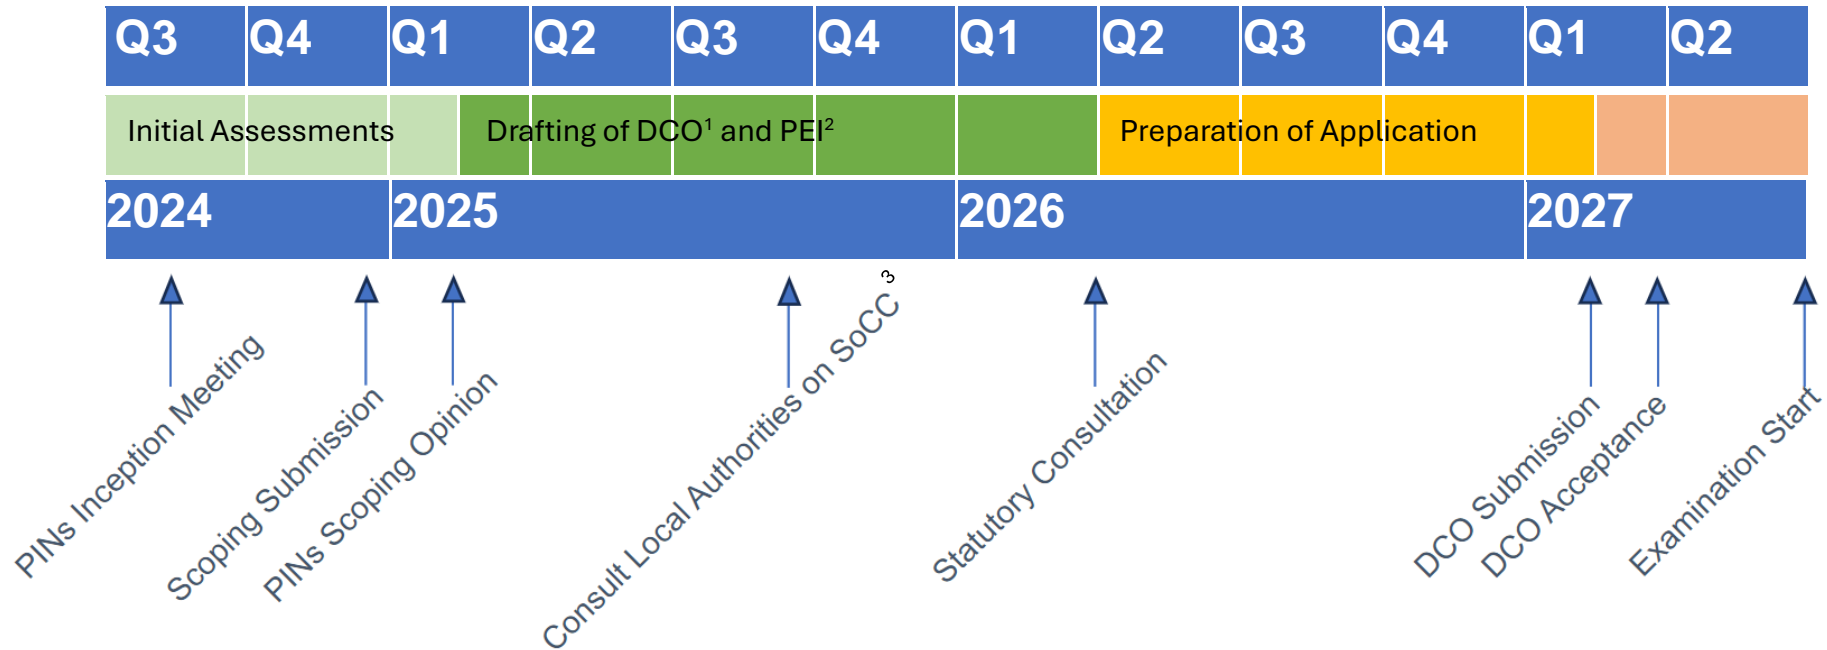 Q3 Q4 Q1 Q2 Q3 Q4 Q1 Q2 Q3 Q4 Q1 Q2
Initial Assessments Drafting of DCO¹ and PEI² Preparation of Application
2024 2025 2026 2027
PINs Inception Meeting
Scoping Submission
PINs Scoping Opinion
Consult Local Authorities on SoCC ³
Statutory Consultation
DCO Submission
DCO Acceptance
Examination Start